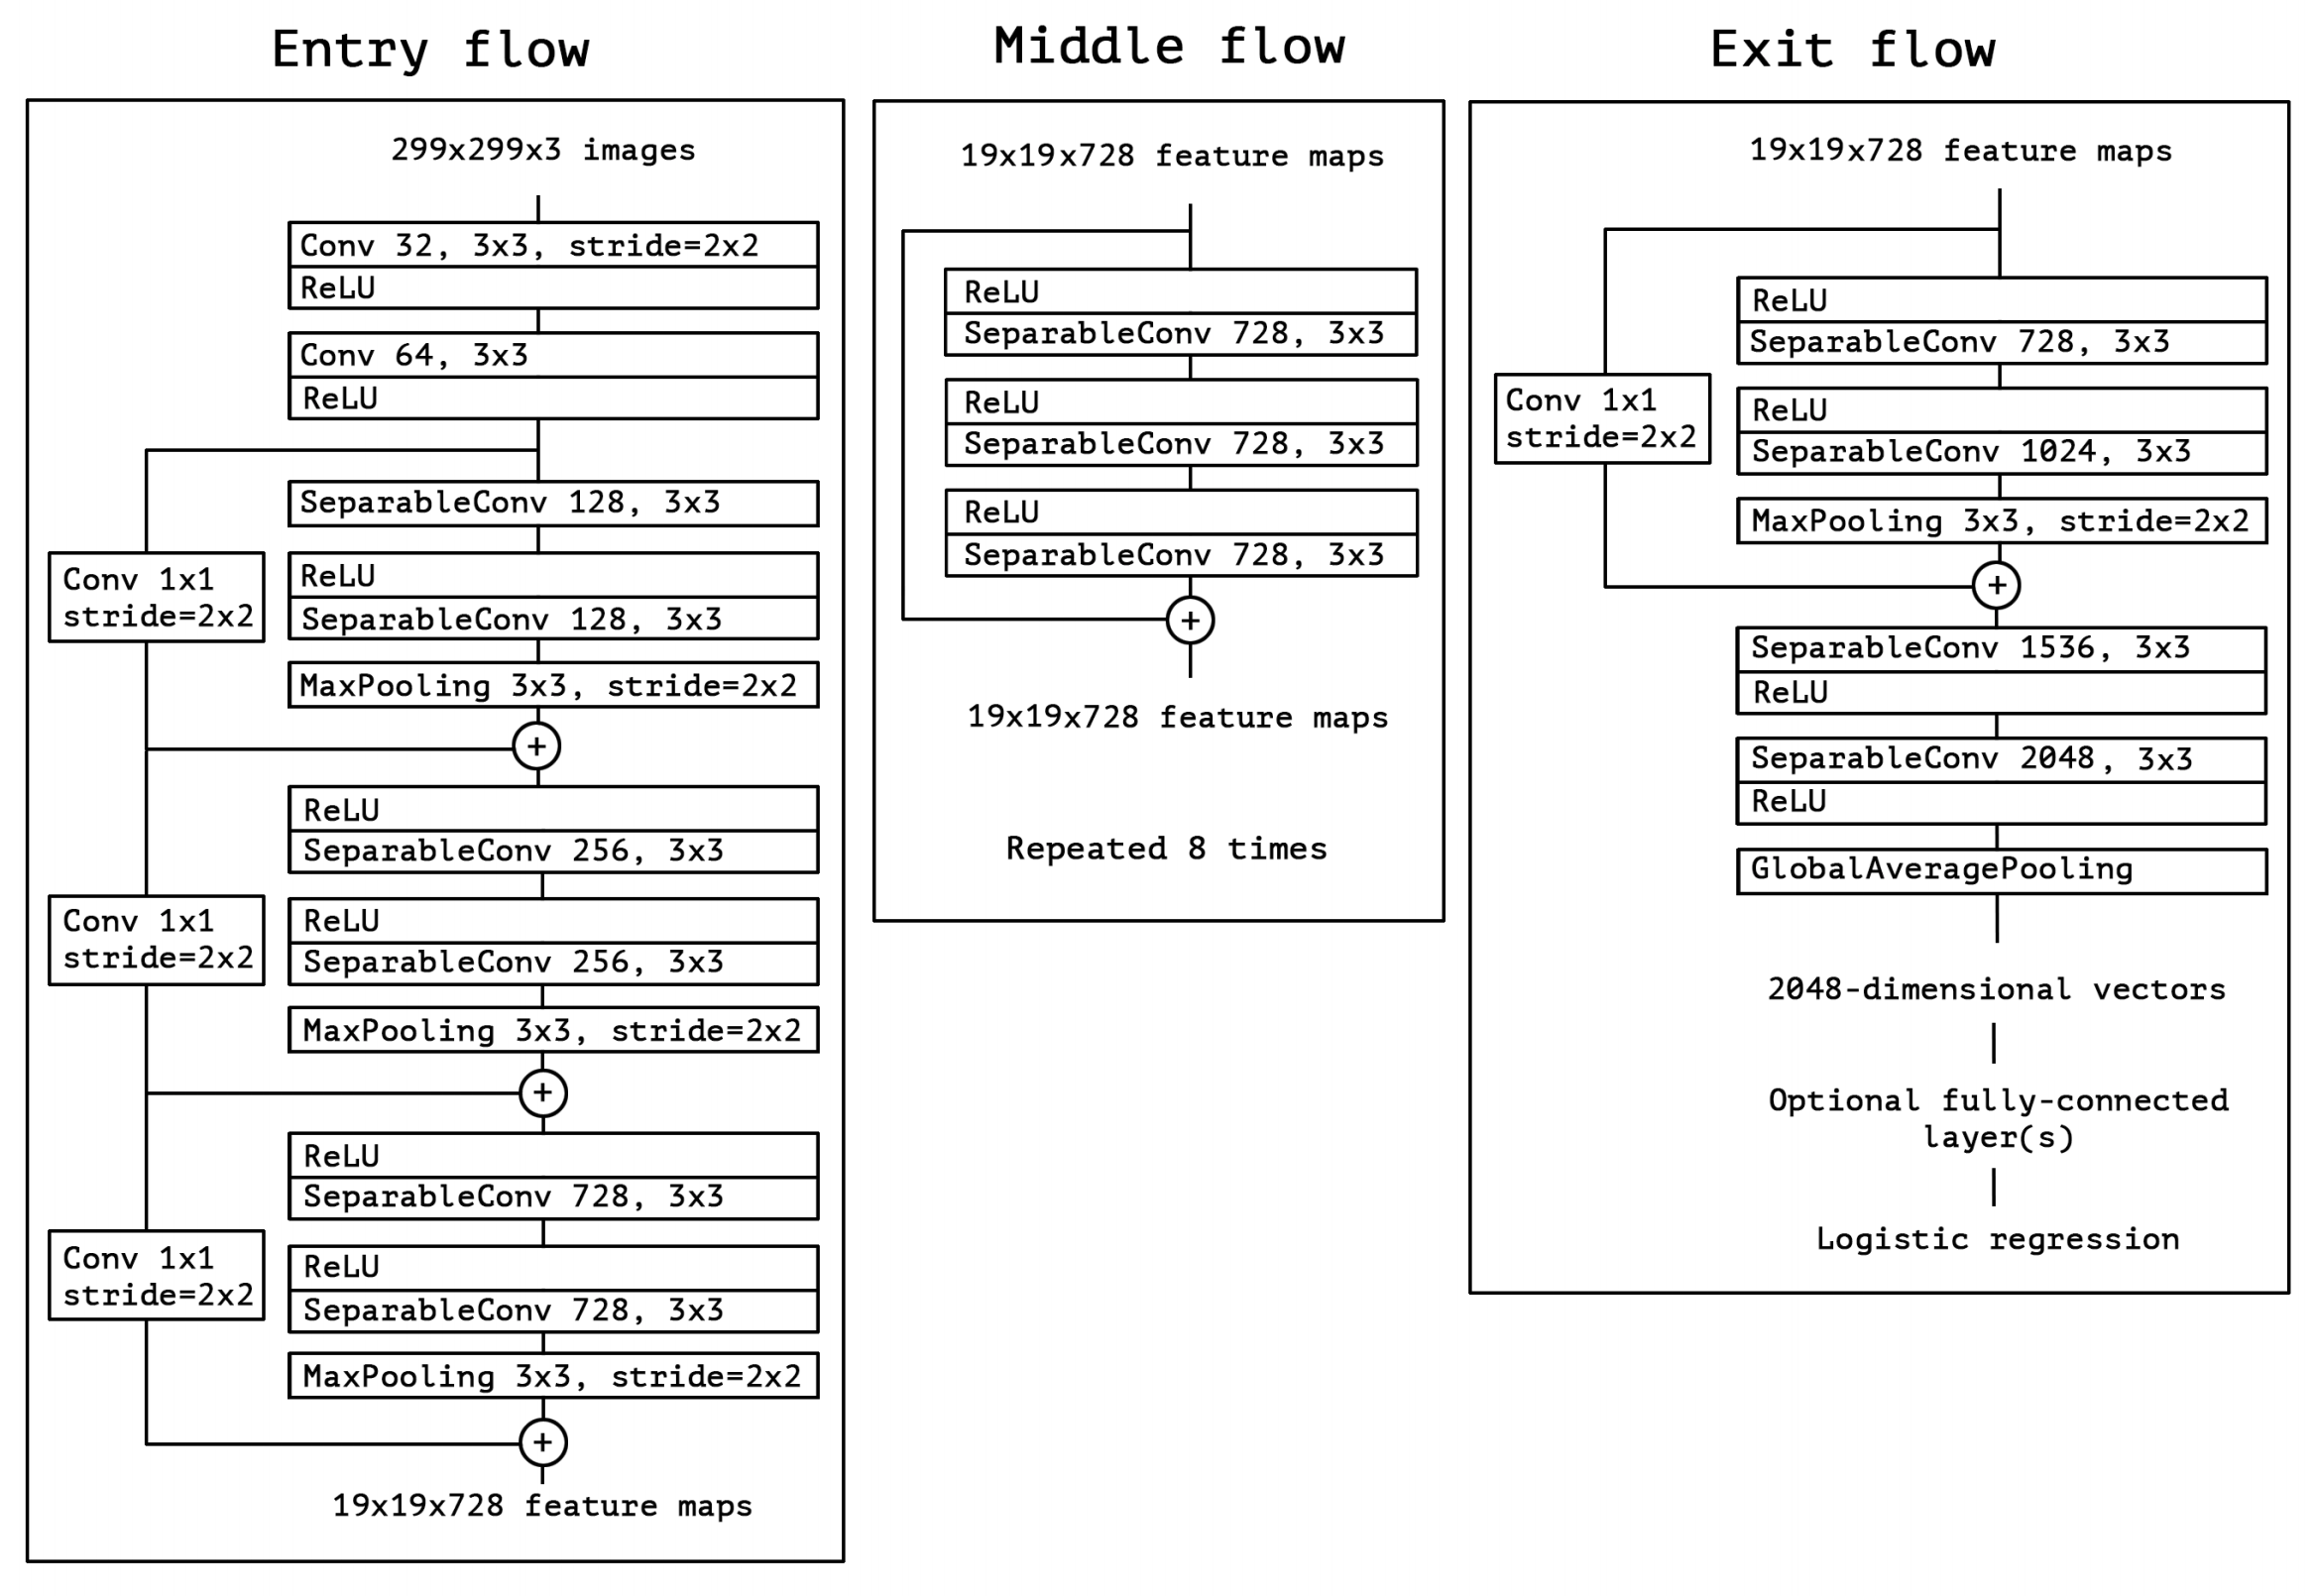 Entry flow
299x299x3 images
Conv 32, 3x3, stride=2x2
ReLU
Conv 64, 3x3
ReLU
SeparableConv 128, 3x3
Conv 1x1
stride=2x2
ReLU
SeparableConv 128, 3x3
MaxPooling 3x3, stride=2x2
+
ReLU
SeparableConv 256, 3x3
Conv 1x1
stride=2x2
ReLU
SeparableConv 256, 3x3
MaxPooling 3x3, stride=2x2
+
ReLU
SeparableConv 728, 3x3
Conv 1x1
stride=2x2
ReLU
SeparableConv 728, 3x3
MaxPooling 3x3, stride=2x2
+
19x19x728 feature maps
Middle flow
19x19x728 feature maps
ReLU
SeparableConv 728, 3x3
ReLU
SeparableConv 728, 3x3
ReLU
SeparableConv 728, 3x3
+
19x19x728 feature maps
Repeated 8 times
Exit flow
19x19x728 feature maps
ReLU
SeparableConv 728, 3x3
Conv 1x1
stride=2x2
ReLU
SeparableConv 1024, 3x3
MaxPooling 3x3, stride=2x2
+
SeparableConv 1536, 3x3
ReLU
SeparableConv 2048, 3x3
ReLU
GlobalAveragePooling
2048-dimensional vectors
Optional fully-connected
layer(s)
Logistic regression